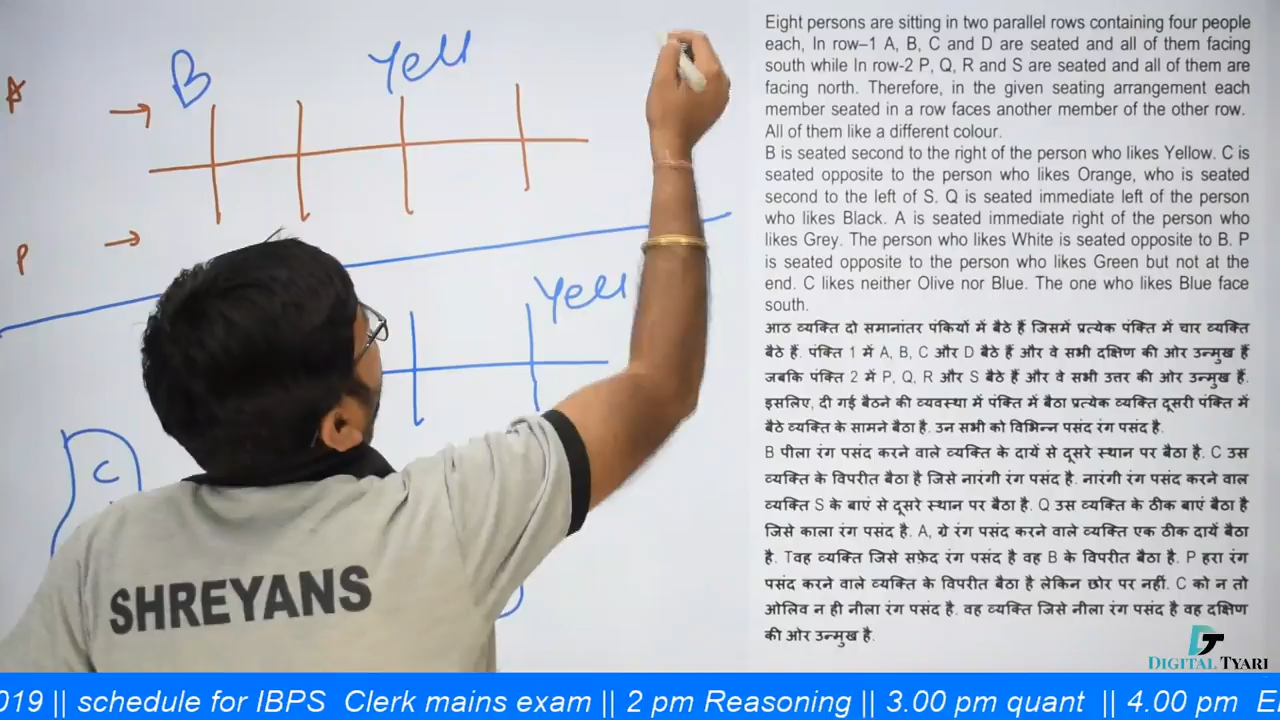 A
B
Yell
P
Yell
C
SHREYANS
Eight persons are sitting in two parallel rows containing four people
each, In row–1 A, B, C and D are seated and all of them facing
south while In row-2 P, Q, R and S are seated and all of them are
facing north. Therefore, in the given seating arrangement each
member seated in a row faces another member of the other row.
All of them like a different colour.
B is seated second to the right of the person who likes Yellow. C is
seated opposite to the person who likes Orange, who is seated
second to the left of S. Q is seated immediate left of the person
who likes Black. A is seated immediate right of the person who
likes Grey. The person who likes White is seated opposite to B. P
is seated opposite to the person who likes Green but not at the
end. C likes neither Olive nor Blue. The one who likes Blue face
south.
आठ व्यक्ति दो समानांतर पंक्तियों में बैठे हैं जिसमें प्रत्येक पंक्ति में चार व्यक्ति
बैठे हैं. पंक्ति 1 में A, B, C और D बैठे हैं और वे सभी दक्षिण की ओर उन्मुख हैं
जबकि पंक्ति 2 में P, Q, R और S बैठे हैं और वे सभी उत्तर की ओर उन्मुख हैं.
इसलिए, दी गई बैठने की व्यवस्था में पंक्ति में बैठा प्रत्येक व्यक्ति दूसरी पंक्ति में
बैठे व्यक्ति के सामने बैठा है. उन सभी को विभिन्न पसंद रंग पसंद है.
B पीला रंग पसंद करने वाले व्यक्ति के दायें से दूसरे स्थान पर बैठा है. C उस
व्यक्ति के विपरीत बैठा है जिसे नारंगी रंग पसंद है. नारंगी रंग पसंद करने वाल
व्यक्ति S के बाएं से दूसरे स्थान पर बैठा है. Q उस व्यक्ति के ठीक बाएं बैठा है
जिसे काला रंग पसंद है. A, ग्रे रंग पसंद करने वाले व्यक्ति एक ठीक दायें बैठा
है. Tवह व्यक्ति जिसे सफ़ेद रंग पसंद है वह B के विपरीत बैठा है. P हरा रंग
पसंद करने वाले व्यक्ति के विपरीत बैठा है लेकिन छोर पर नहीं. C को न तो
ओलिव न ही नीला रंग पसंद है. वह व्यक्ति जिसे नीला रंग पसंद है वह दक्षिण
की ओर उन्मुख है.
DIGITAL TYARI
2019 || schedule for IBPS Clerk mains exam || 2 pm Reasoning || 3.00 pm quant || 4.00 pm